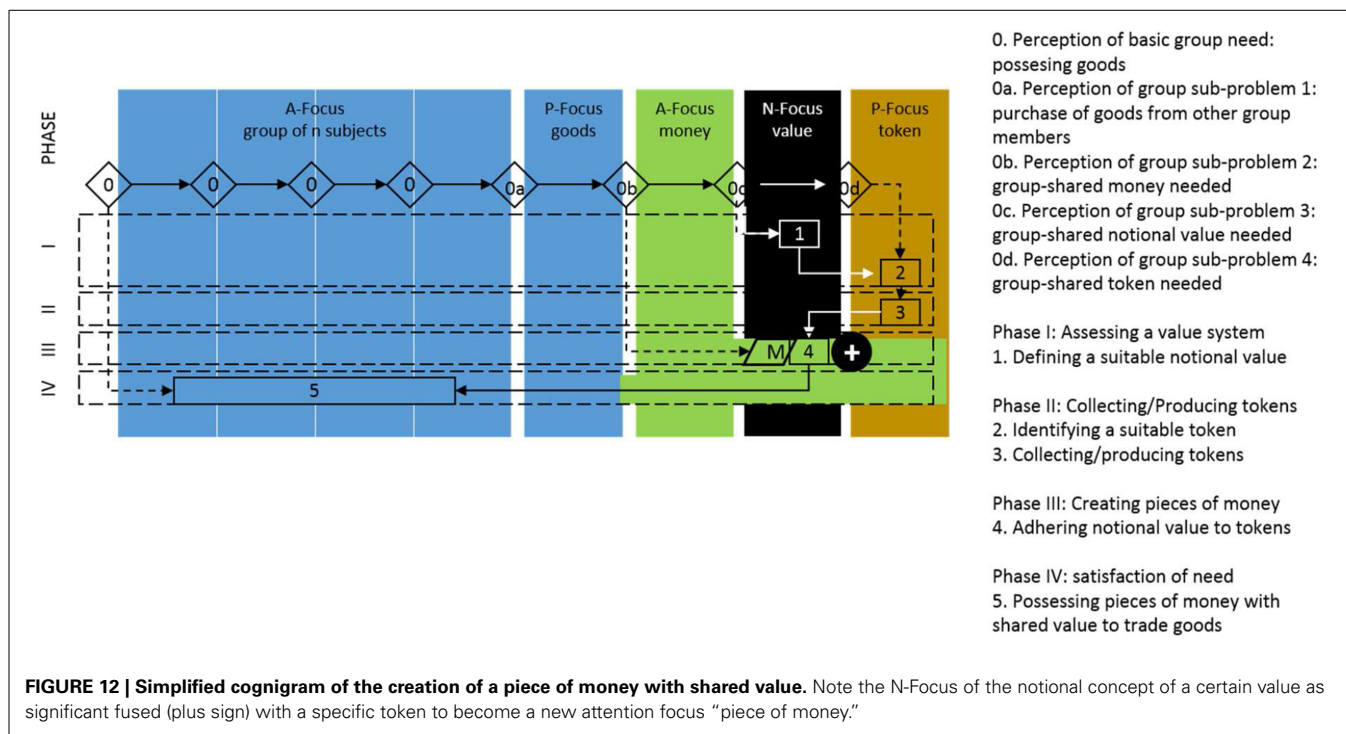 PHASE
A-Focus
group of n subjects
P-Focus
goods
A-Focus
money
N-Focus
value
P-Focus
token
0
0
0
0
0a
0b
0c
0d
I
1
2
II
3
III
M
4
+
IV
5
0. Perception of basic group need:
possesing goods
0a. Perception of group sub-problem 1:
purchase of goods from other group
members
0b. Perception of group sub-problem 2:
group-shared money needed
0c. Perception of group sub-problem 3:
group-shared notional value needed
0d. Perception of group sub-problem 4:
group-shared token needed
Phase I: Assessing a value system
1. Defining a suitable notional value
Phase II: Collecting/Producing tokens
2. Identifying a suitable token
3. Collecting/producing tokens
Phase III: Creating pieces of money
4. Adhering notional value to tokens
Phase IV: satisfaction of need
5. Possessing pieces of money with
shared value to trade goods
FIGURE 12 | Simplified cognigram of the creation of a piece of money with shared value. Note the N-Focus of the notional concept of a certain value as
significant fused (plus sign) with a specific token to become a new attention focus “piece of money.”